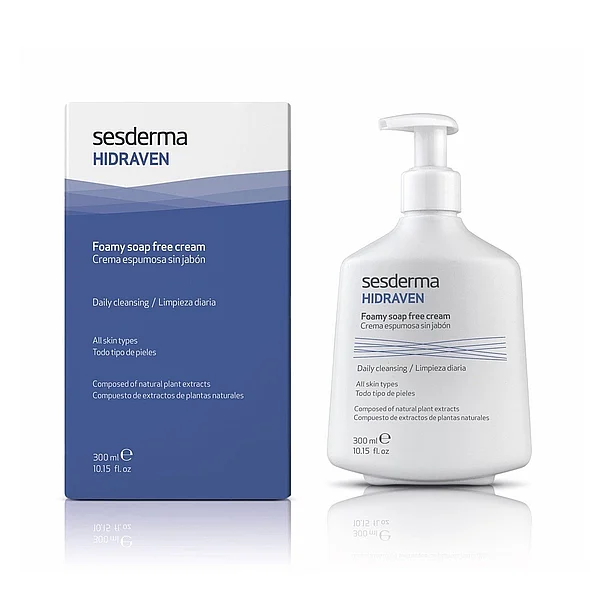 sesderma
HIDRAVEN
Foamy soap free cream
Crema espumosa sin jabón
Daily cleansing / Limpieza diaria
All skin types
Todo tipo de pieles
Composed of natural plant extracts
Compuesto de extractos de plantas naturales
300 ml ℮
10.15 fl. oz
sesderma
HIDRAVEN
Foamy soap free cream
Crema espumosa sin jabón
Daily cleansing / Limpieza diaria
All skin types
Todo tipo de pieles
Composed of natural plant extracts
Compuesto de extractos de plantas naturales
300 ml ℮
10.15 fl. oz